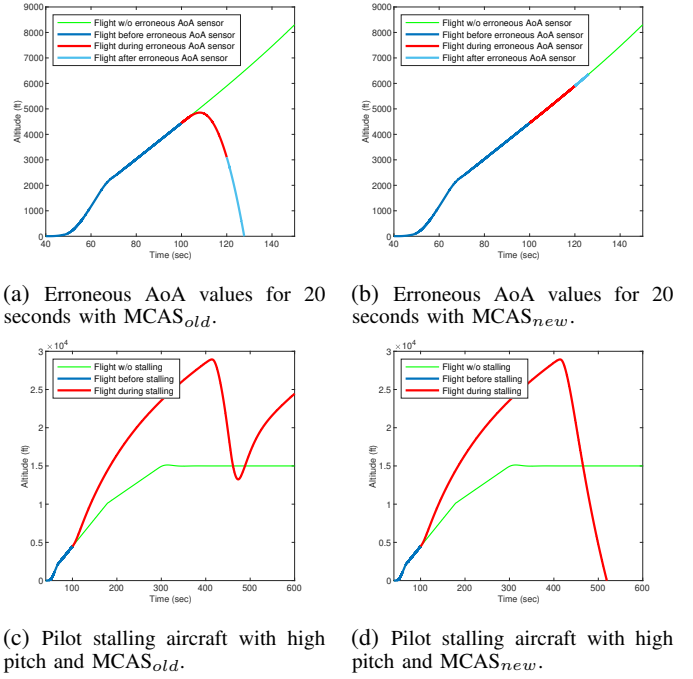 9000
8000
7000
6000
5000
4000
3000
2000
1000
0
Altitude (ft)
40 60 80 100 120 140
Time (sec)
Flight w/o erroneous AoA sensor
Flight before erroneous AoA sensor
Flight during erroneous AoA sensor
Flight after erroneous AoA sensor
9000
8000
7000
6000
5000
4000
3000
2000
1000
0
Altitude (ft)
40 60 80 100 120 140
Time (sec)
Flight w/o erroneous AoA sensor
Flight before erroneous AoA sensor
Flight during erroneous AoA sensor
Flight after erroneous AoA sensor
(a) Erroneous AoA values for 20
seconds with MCASold.
(b) Erroneous AoA values for 20
seconds with MCASnew.
×10⁴
3
2.5
2
1.5
1
0.5
0
Altitude (ft)
100 200 300 400 500 600
Time (sec)
Flight w/o stalling
Flight before stalling
Flight during stalling
×10⁴
3
2.5
2
1.5
1
0.5
0
Altitude (ft)
100 200 300 400 500 600
Time (sec)
Flight w/o stalling
Flight before stalling
Flight during stalling
(c) Pilot stalling aircraft with high
pitch and MCASold.
(d) Pilot stalling aircraft with high
pitch and MCASnew.